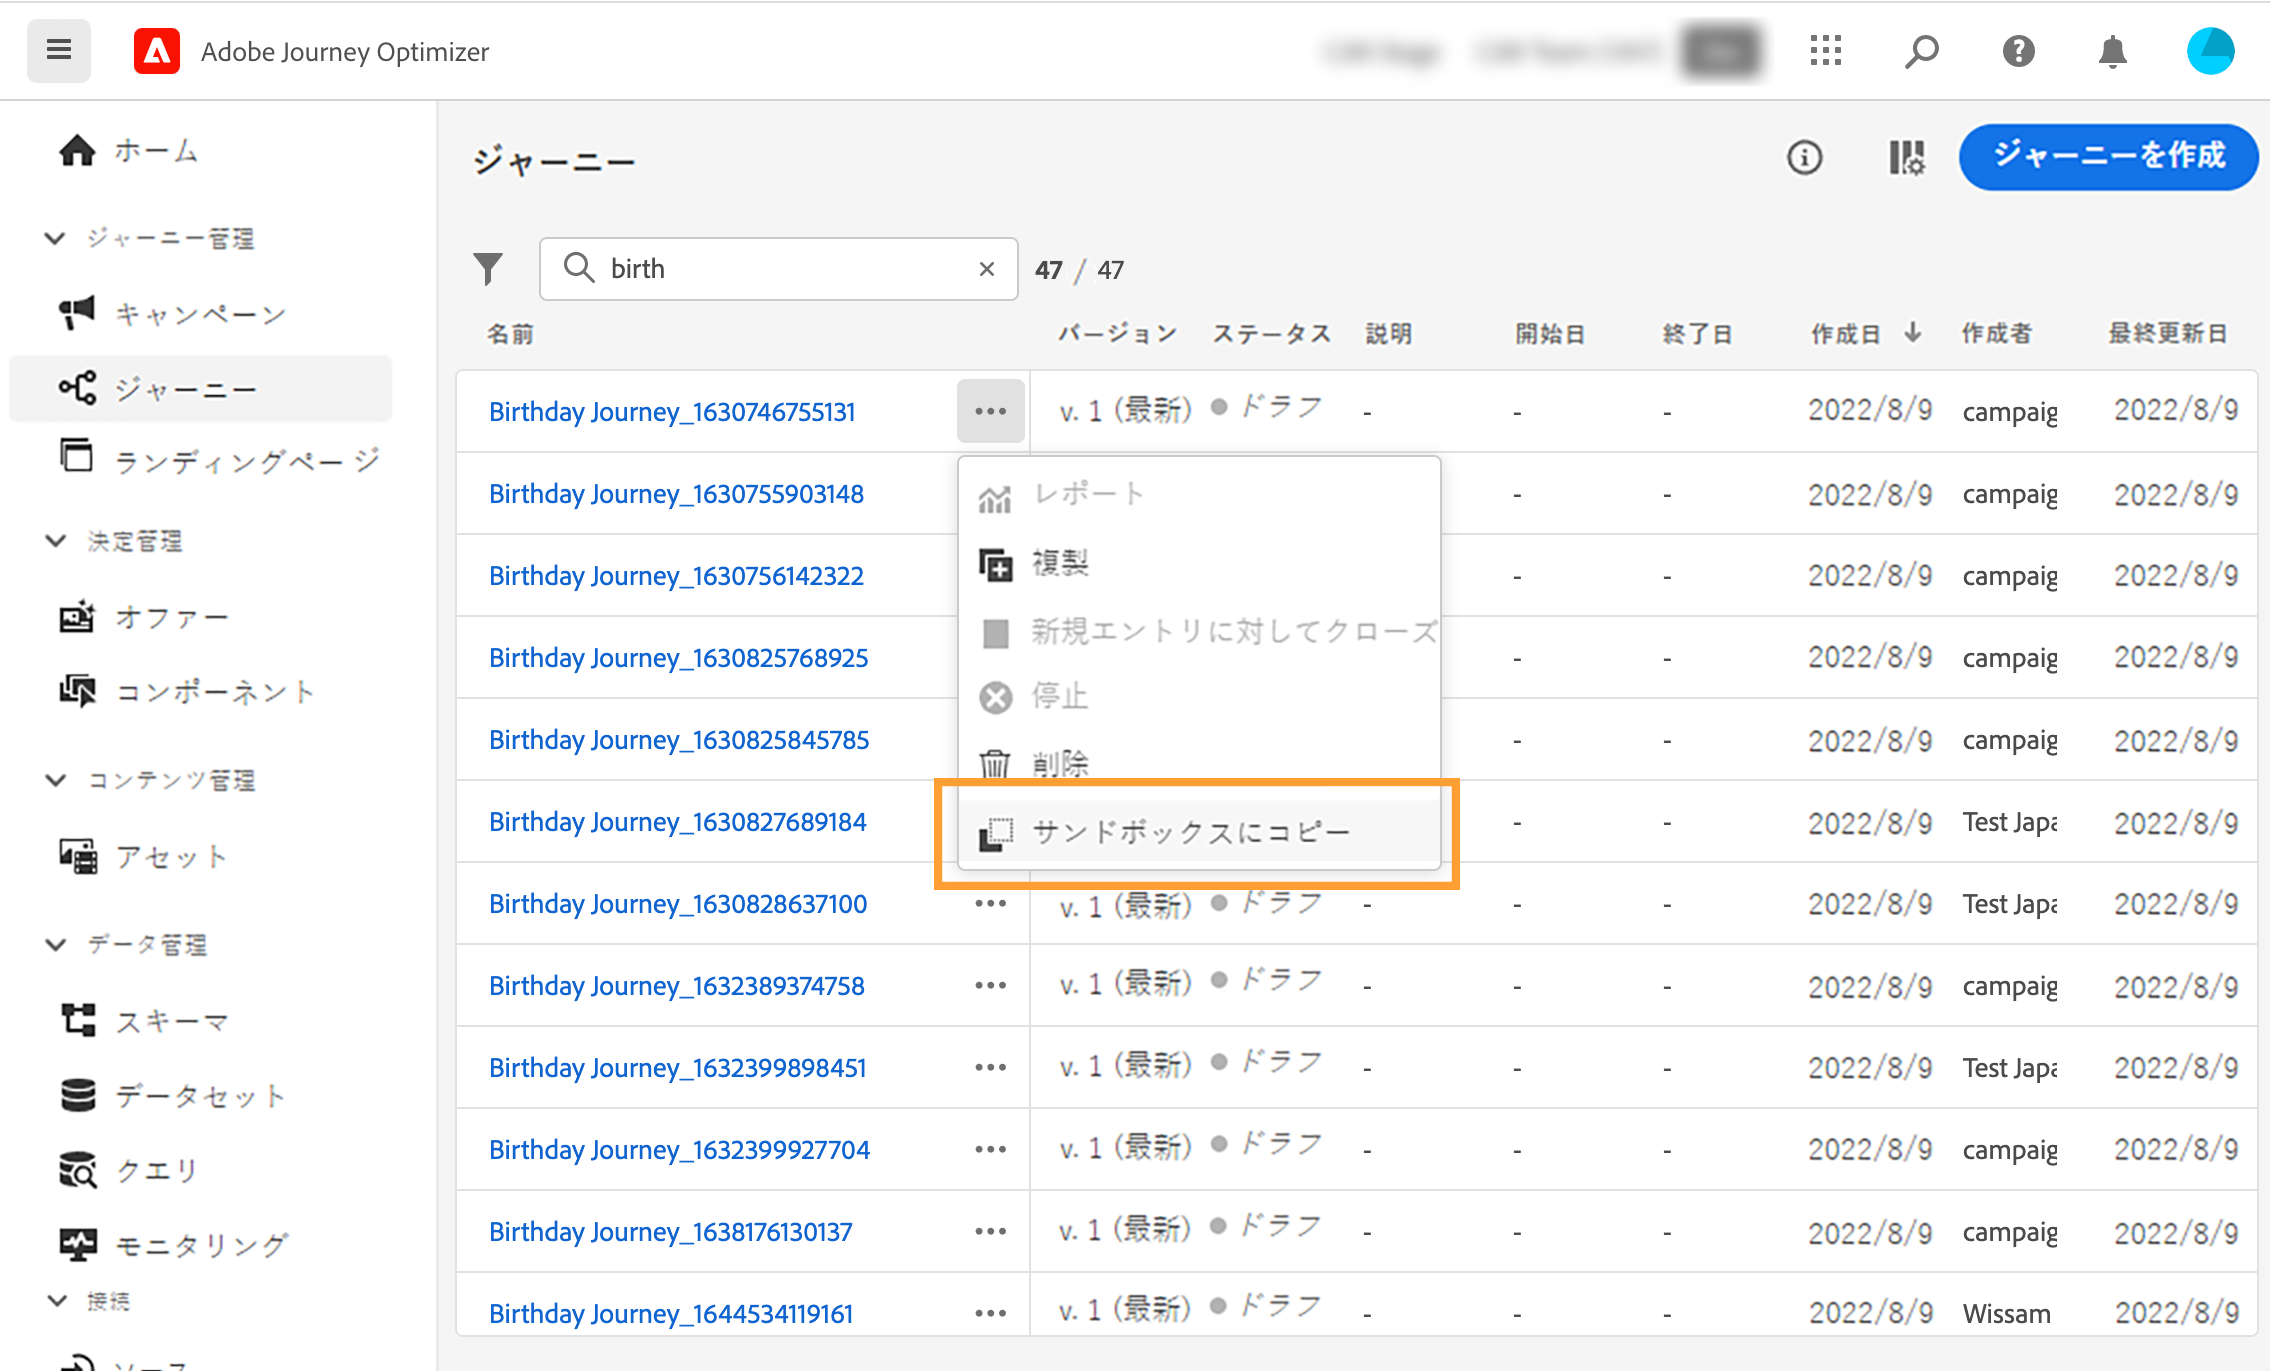 Adobe Journey Optimizer
ホーム
ジャーニー管理
キャンペーン
ジャーニー
ランディングページ
決定管理
オファー
コンポーネント
コンテンツ管理
アセット
データ管理
スキーマ
データセット
クエリ
モニタリング
接続
ソース
ジャーニー
ジャーニーを作成
birth
47 / 47
名前 バージョン ステータス 説明 開始日 終了日 作成日 作成者 最終更新日
Birthday Journey_1630746755131 v. 1 (最新) ドラフ - - - 2022/8/9 campaig 2022/8/9
Birthday Journey_1630755903148 - - 2022/8/9 campaig 2022/8/9
Birthday Journey_1630756142322 - - 2022/8/9 campaig 2022/8/9
Birthday Journey_1630825768925 - - 2022/8/9 campaig 2022/8/9
Birthday Journey_1630825845785 - - 2022/8/9 campaig 2022/8/9
Birthday Journey_1630827689184 - - 2022/8/9 Test Japa 2022/8/9
Birthday Journey_1630828637100 v. 1 (最新) ドラフ - - - 2022/8/9 Test Japa 2022/8/9
Birthday Journey_1632389374758 v. 1 (最新) ドラフ - - - 2022/8/9 campaig 2022/8/9
Birthday Journey_1632399898451 v. 1 (最新) ドラフ - - - 2022/8/9 Test Japa 2022/8/9
Birthday Journey_1632399927704 v. 1 (最新) ドラフ - - - 2022/8/9 campaig 2022/8/9
Birthday Journey_1638176130137 v. 1 (最新) ドラフ - - - 2022/8/9 campaig 2022/8/9
Birthday Journey_1644534119161 v. 1 (最新) ドラフ - - - 2022/8/9 Wissam 2022/8/9
レポート
複製
新規エントリに対してクローズ
停止
削除
サンドボックスにコピー